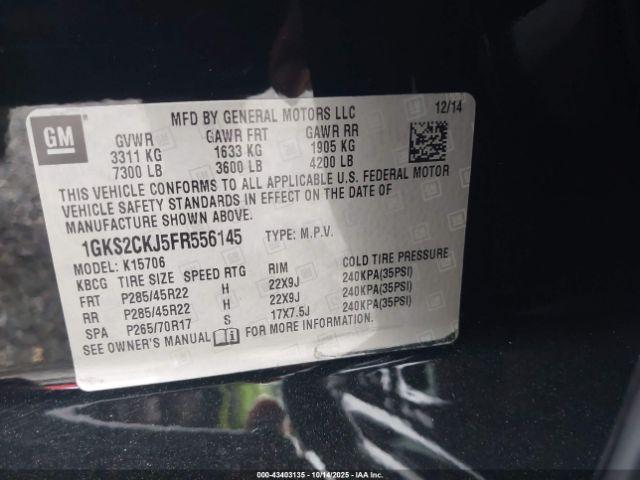 MFD BY GENERAL MOTORS LLC 12/14
GM
GVWR GAWR FRT GAWR RR
3311 KG 1633 KG 1905 KG
7300 LB 3600 LB 4200 LB
THIS VEHICLE CONFORMS TO ALL APPLICABLE U.S. FEDERAL MOTOR
VEHICLE SAFETY STANDARDS IN EFFECT ON THE DATE OF
MANUFACTURE SHOWN ABOVE.
1GKS2CKJ5FR556145 TYPE: M.P.V.
MODEL: K15706
KBCG TIRE SIZE SPEED RTG RIM COLD TIRE PRESSURE
FRT P285/45R22 H 22X9J 240KPA(35PSI)
RR P285/45R22 H 22X9J 240KPA(35PSI)
SPA P265/70R17 S 17X7.5J 240KPA(35PSI)
SEE OWNER'S MANUAL FOR MORE INFORMATION.
000-43403135 - 10/14/2025 - IAA Inc.